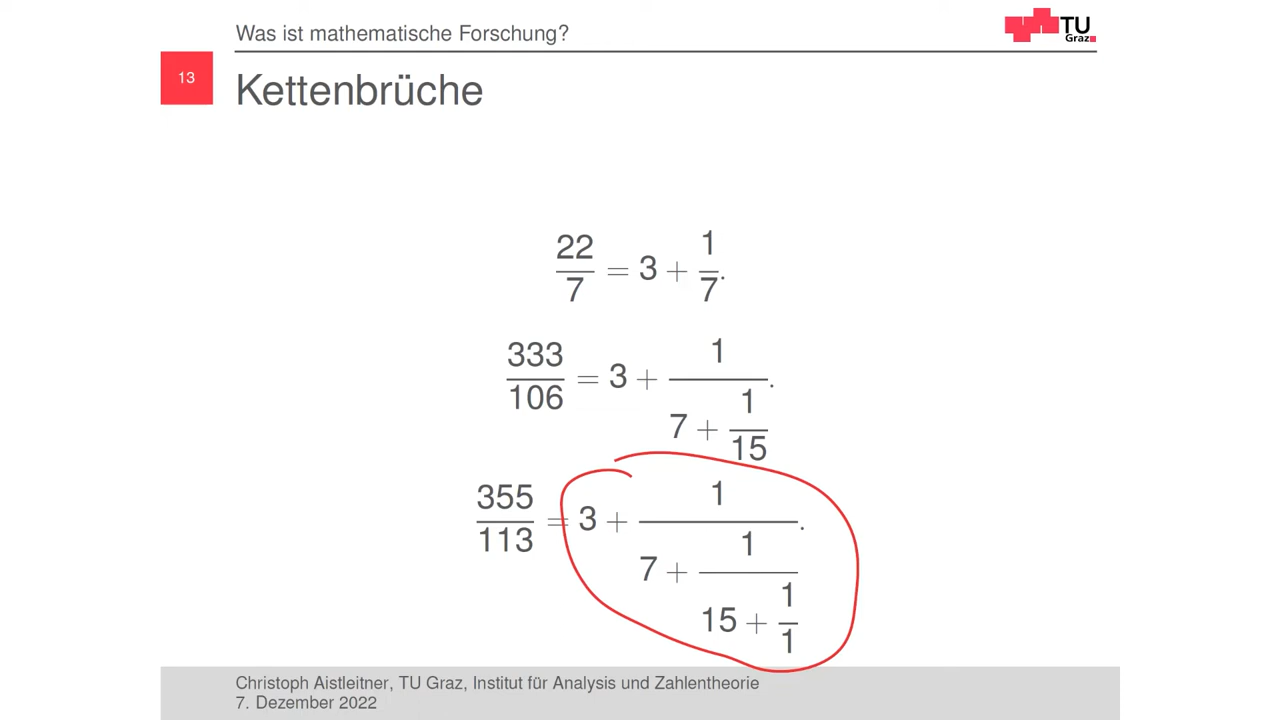 Was ist mathematische Forschung?
TU
Graz
13
Kettenbrüche
22/7 = 3 + 1/7.
333/106 = 3 + 1/(7 + 1/15).
355/113 = 3 + 1/(7 + 1/(15 + 1/1)).
Christoph Aistleitner, TU Graz, Institut für Analysis und Zahlentheorie
7. Dezember 2022